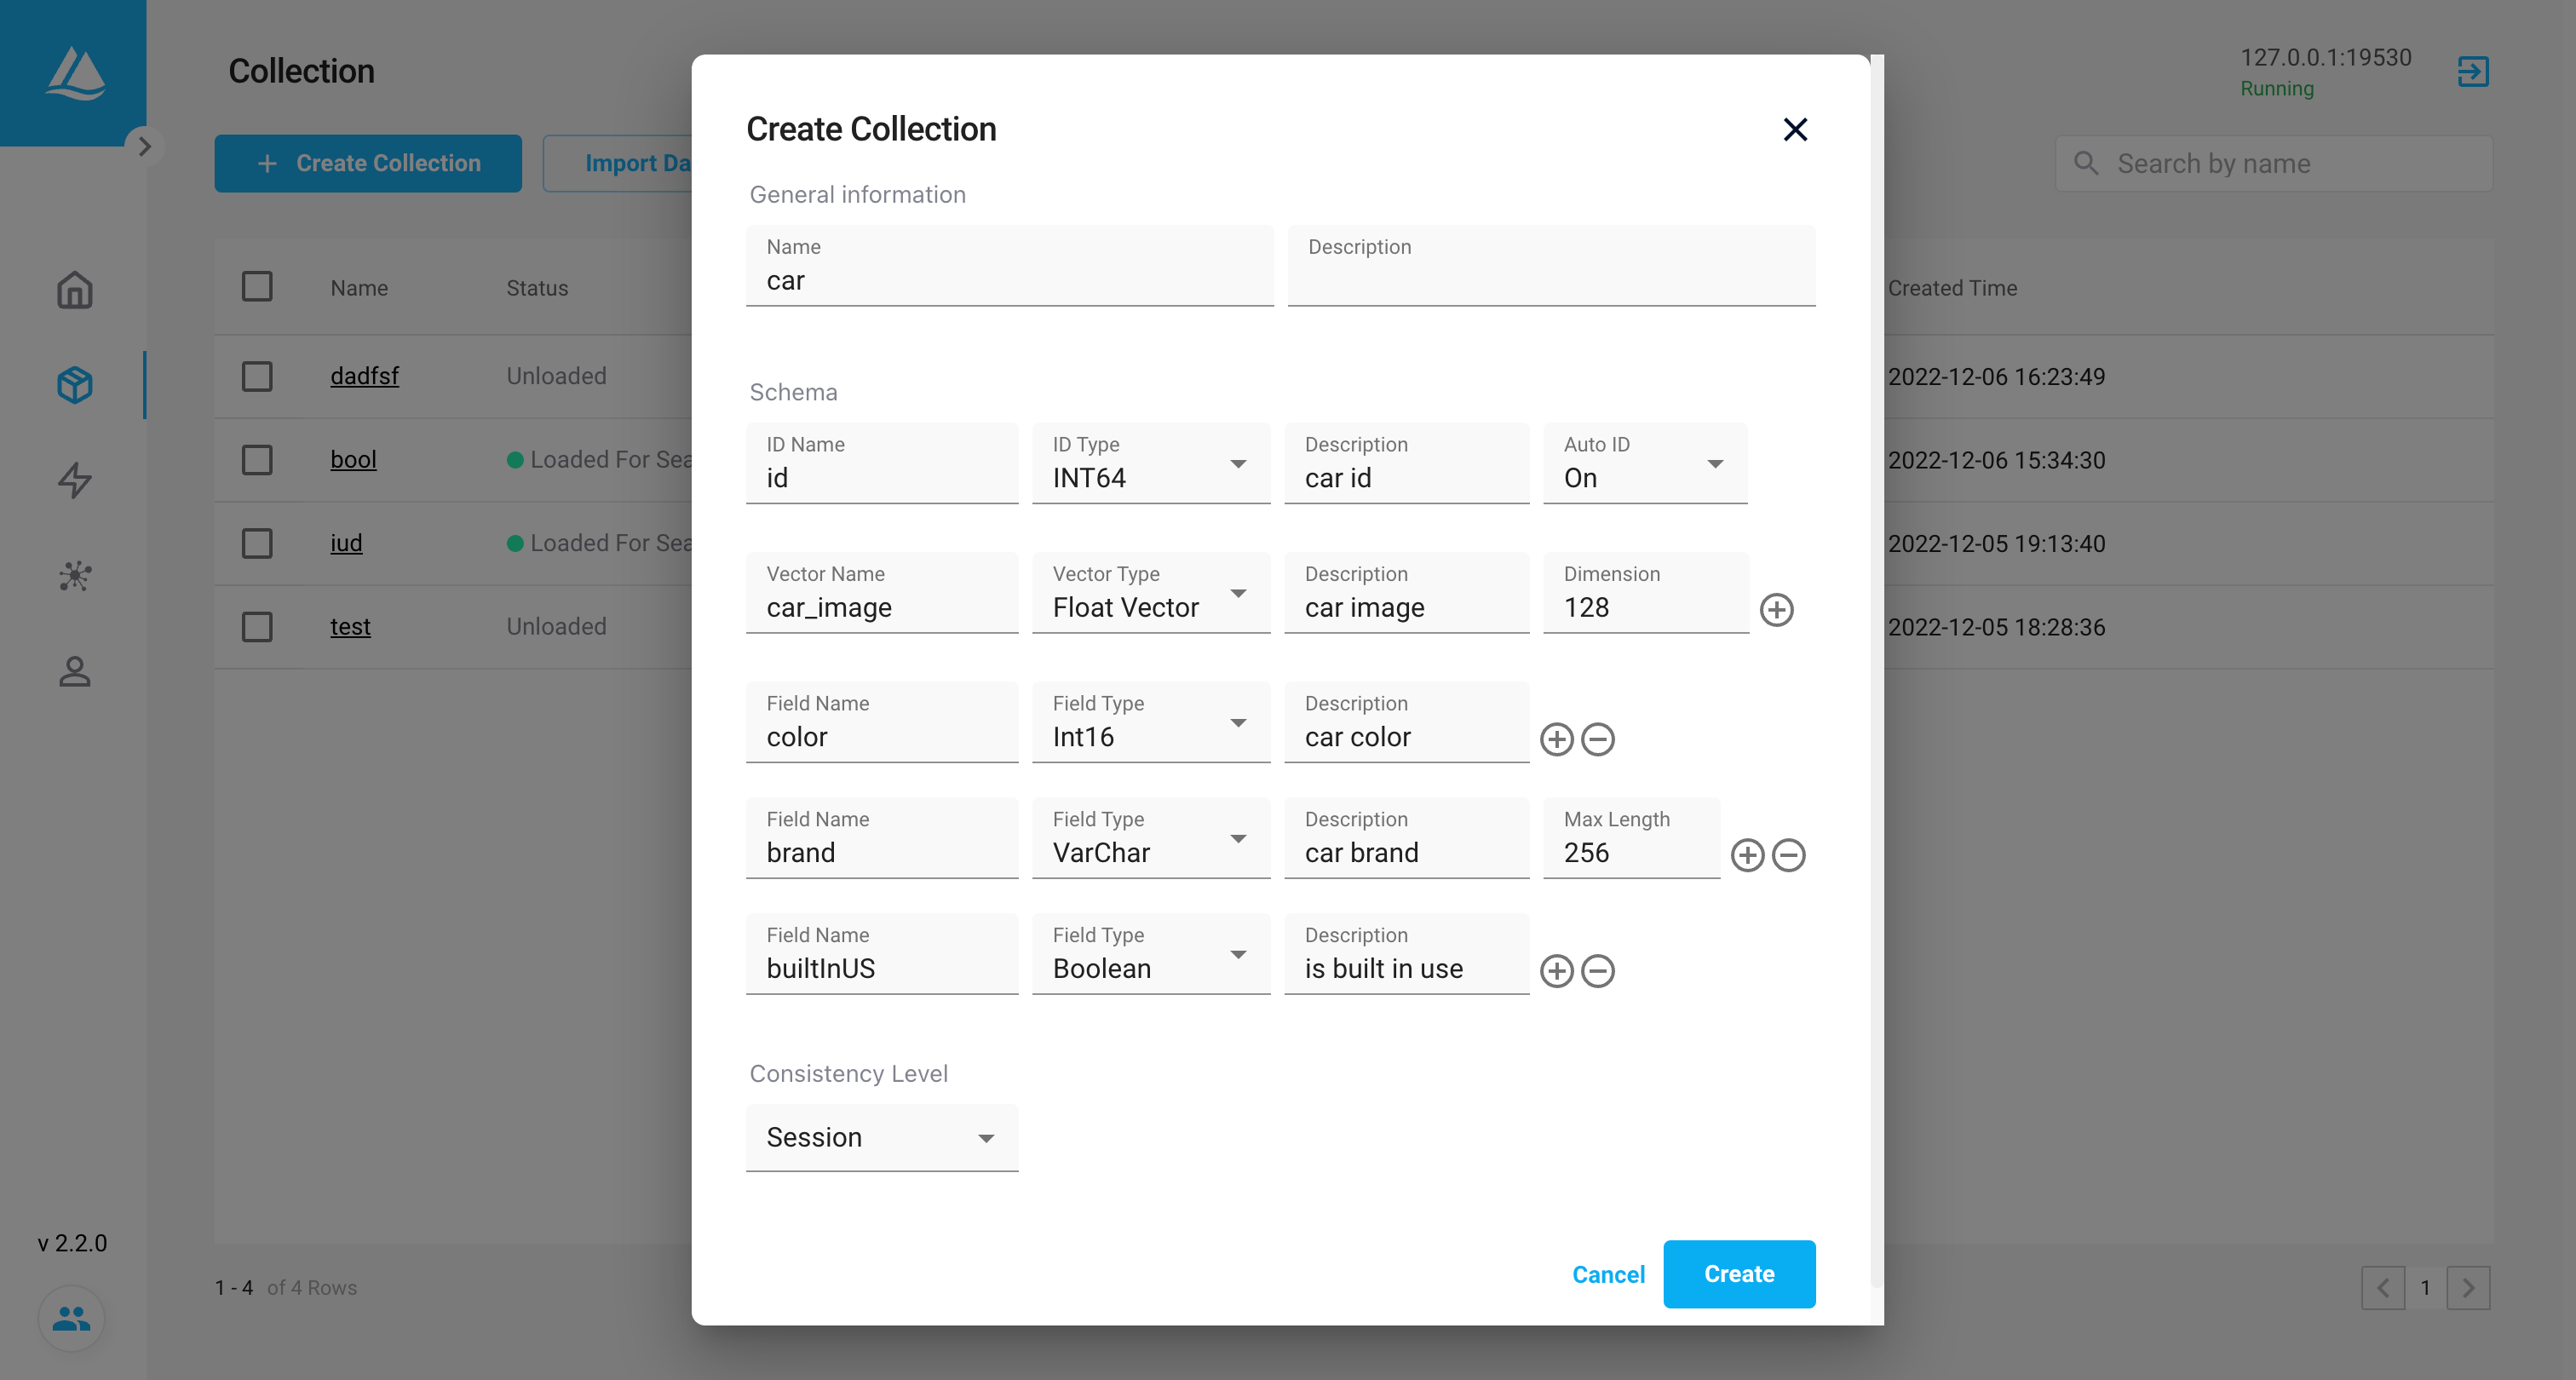 Collection
127.0.0.1:19530
Running
+ Create Collection
Import Da
Search by name
Name Status Created Time
dadfsf Unloaded 2022-12-06 16:23:49
bool Loaded For Sea 2022-12-06 15:34:30
iud Loaded For Sea 2022-12-05 19:13:40
test Unloaded 2022-12-05 18:28:36
v 2.2.0
1 - 4 of 4 Rows
1
Create Collection
General information
Name Description
car
Schema
ID Name ID Type Description Auto ID
id INT64 car id On
Vector Name Vector Type Description Dimension
car_image Float Vector car image 128
Field Name Field Type Description
color Int16 car color
Field Name Field Type Description Max Length
brand VarChar car brand 256
Field Name Field Type Description
builtInUS Boolean is built in use
Consistency Level
Session
Cancel Create